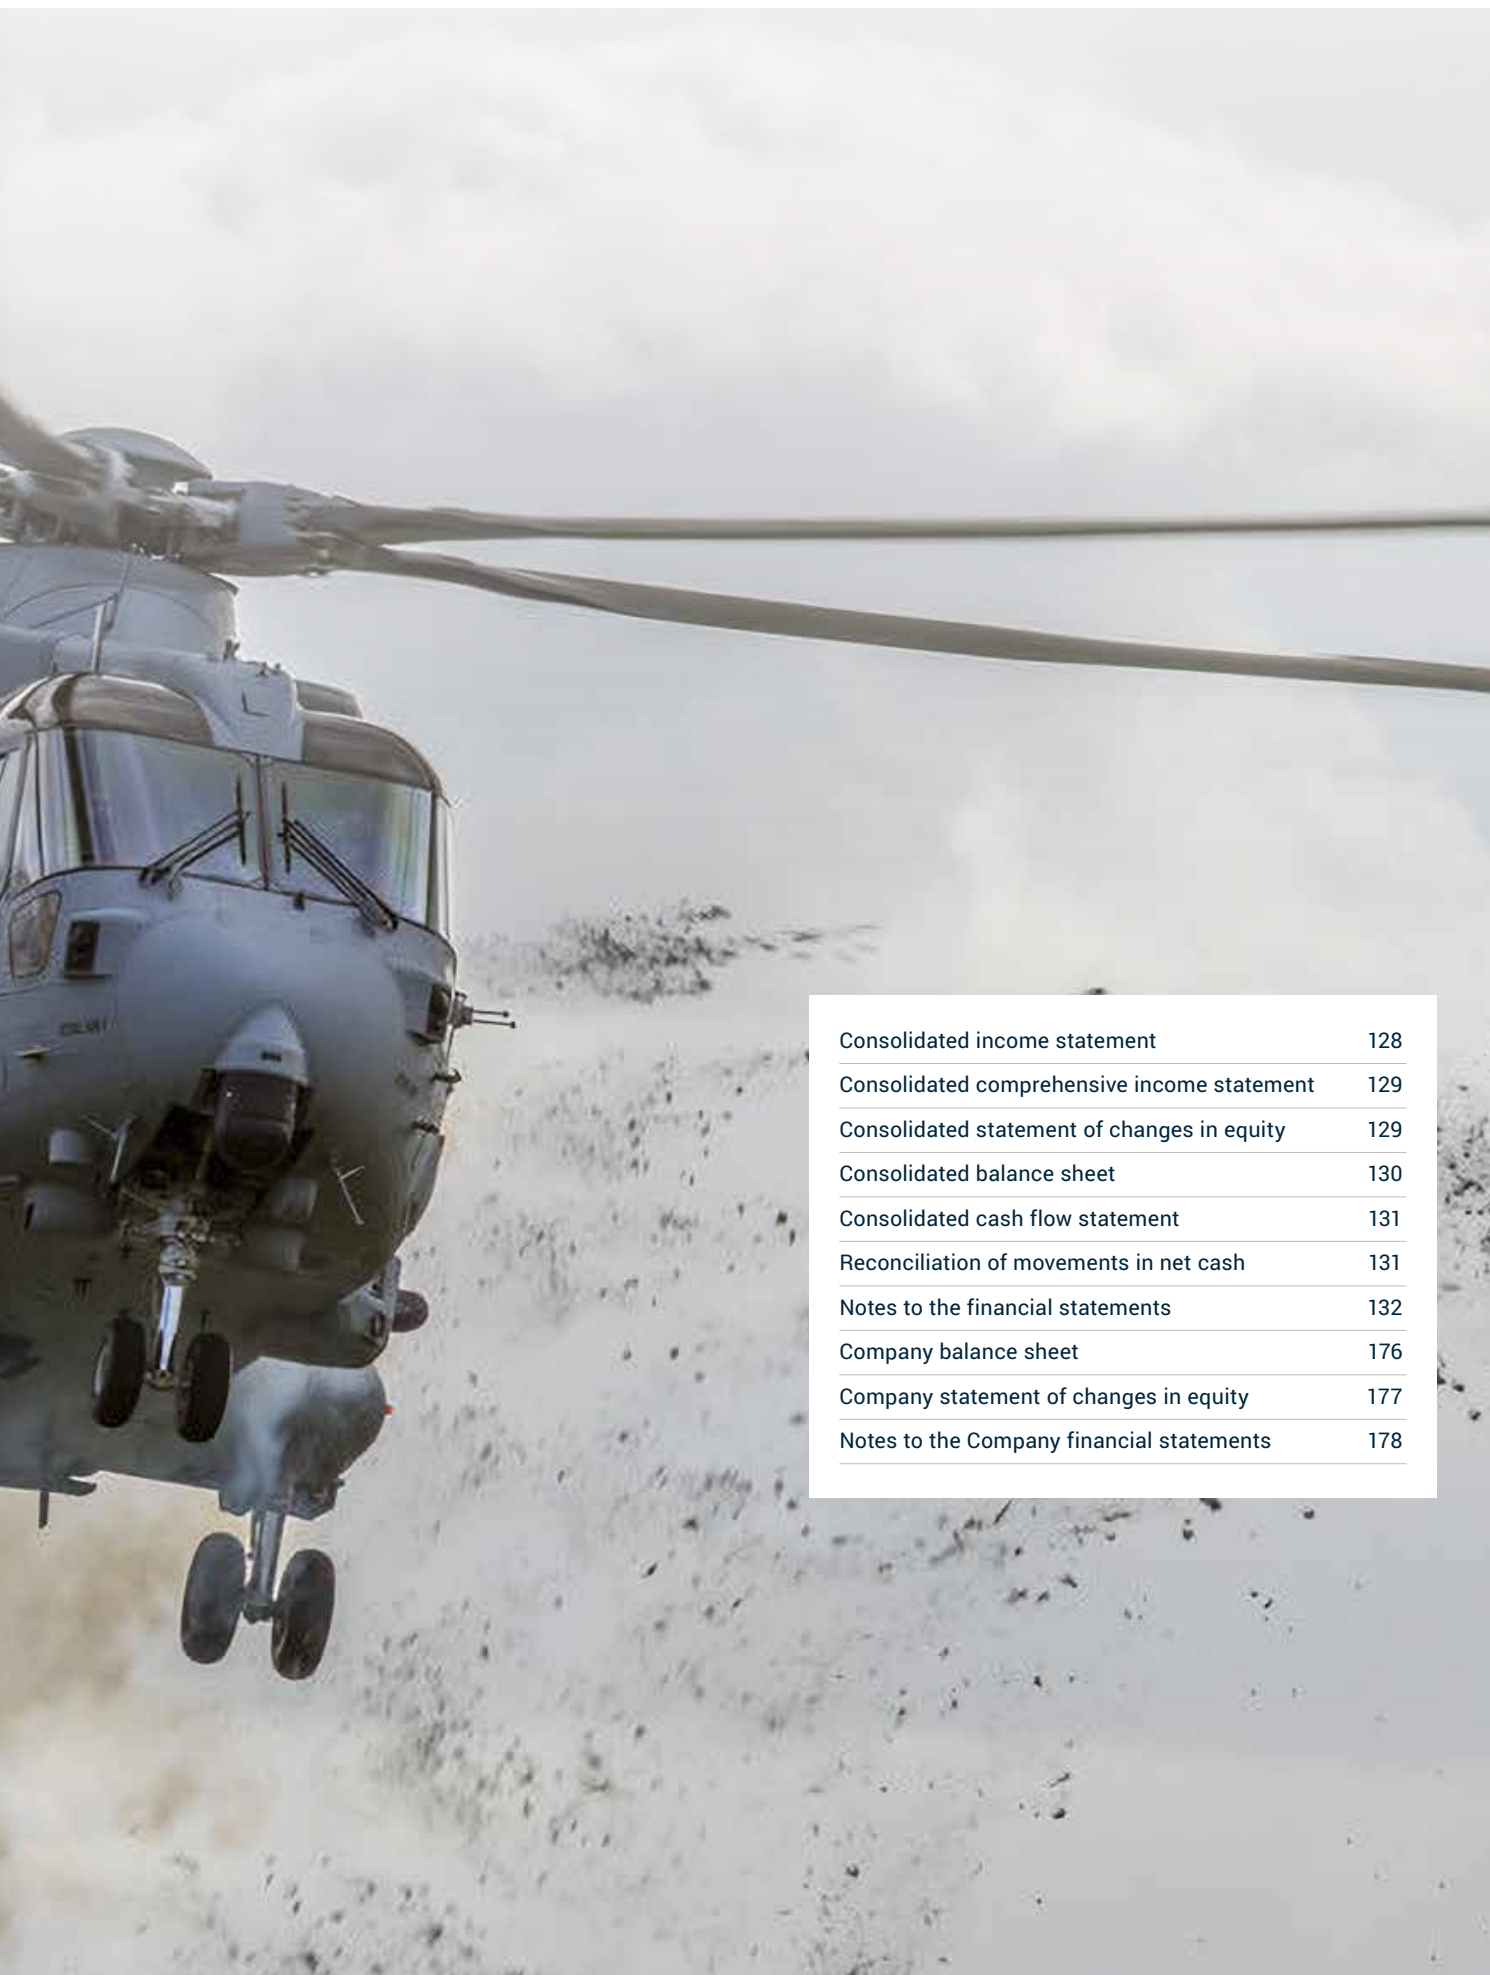 Consolidated income statement 128
Consolidated comprehensive income statement 129
Consolidated statement of changes in equity 129
Consolidated balance sheet 130
Consolidated cash flow statement 131
Reconciliation of movements in net cash 131
Notes to the financial statements 132
Company balance sheet 176
Company statement of changes in equity 177
Notes to the Company financial statements 178